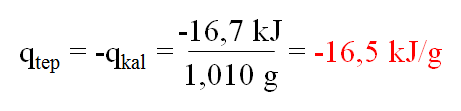 q_tep = -q_kal = -16,7 kJ / 1,010 g = -16,5 kJ/g